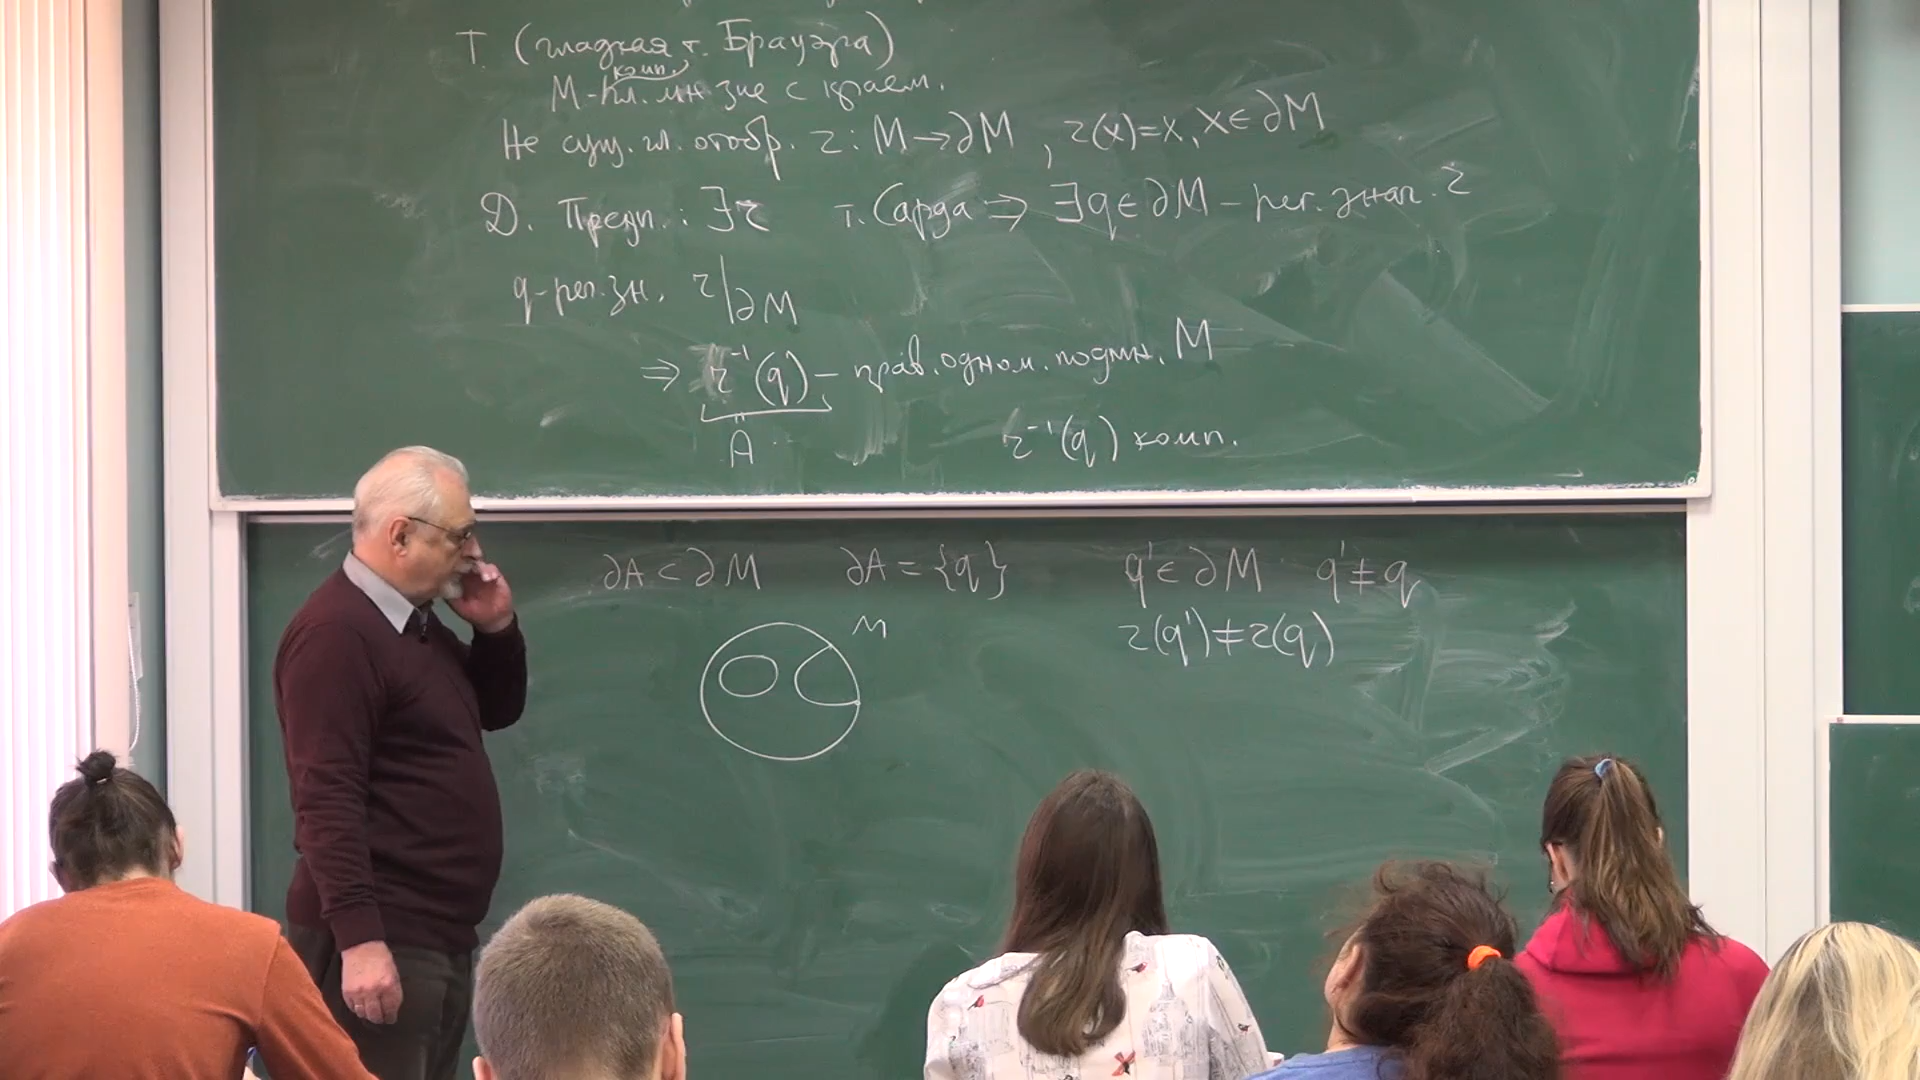 Т. (гладкая т. Брауэра)
комп.
M - гл. мн-зие с краем.
Не сущ. гл. отобр. r: M → ∂M, r(x)=x, x∈∂M
D. Предп.: ∃r т. Сарда ⇒ ∃q∈∂M – рег. знач. r
q - рег. зн. r|∂M
⇒ r⁻¹(q) – прав. одном. подмн. M
A
r⁻¹(q) комп.
∂A ⊂ ∂M ∂A = {q} q'∈∂M q'≠q
M
r(q')≠r(q)